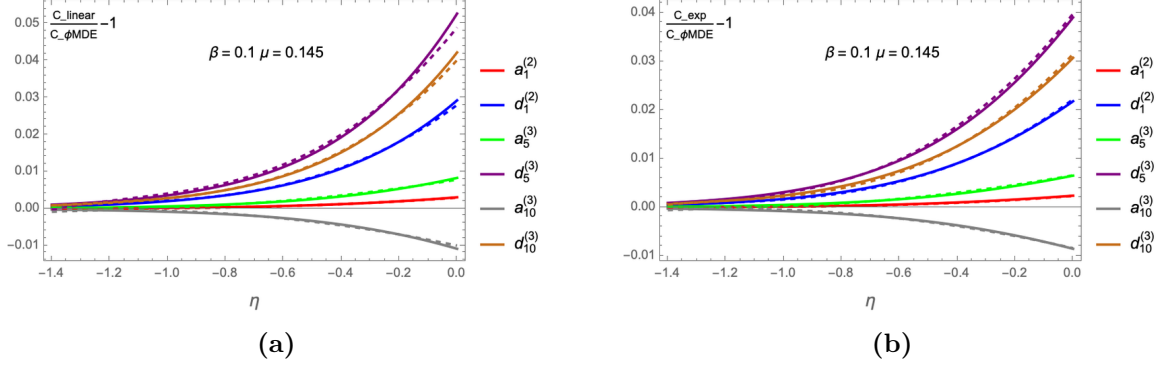 C_linear
C_ϕMDE
−1
β = 0.1 μ = 0.145
0.05
0.04
0.03
0.02
0.01
0.00
−0.01
−1.4 −1.2 −1.0 −0.8 −0.6 −0.4 −0.2 0.0
η
a₁⁽²⁾
d₁⁽²⁾
a₅⁽³⁾
d₅⁽³⁾
a₁₀⁽³⁾
d₁₀⁽³⁾
(a)
C_exp
C_ϕMDE
−1
β = 0.1 μ = 0.145
0.04
0.03
0.02
0.01
0.00
−0.01
−1.4 −1.2 −1.0 −0.8 −0.6 −0.4 −0.2 0.0
η
a₁⁽²⁾
d₁⁽²⁾
a₅⁽³⁾
d₅⁽³⁾
a₁₀⁽³⁾
d₁₀⁽³⁾
(b)